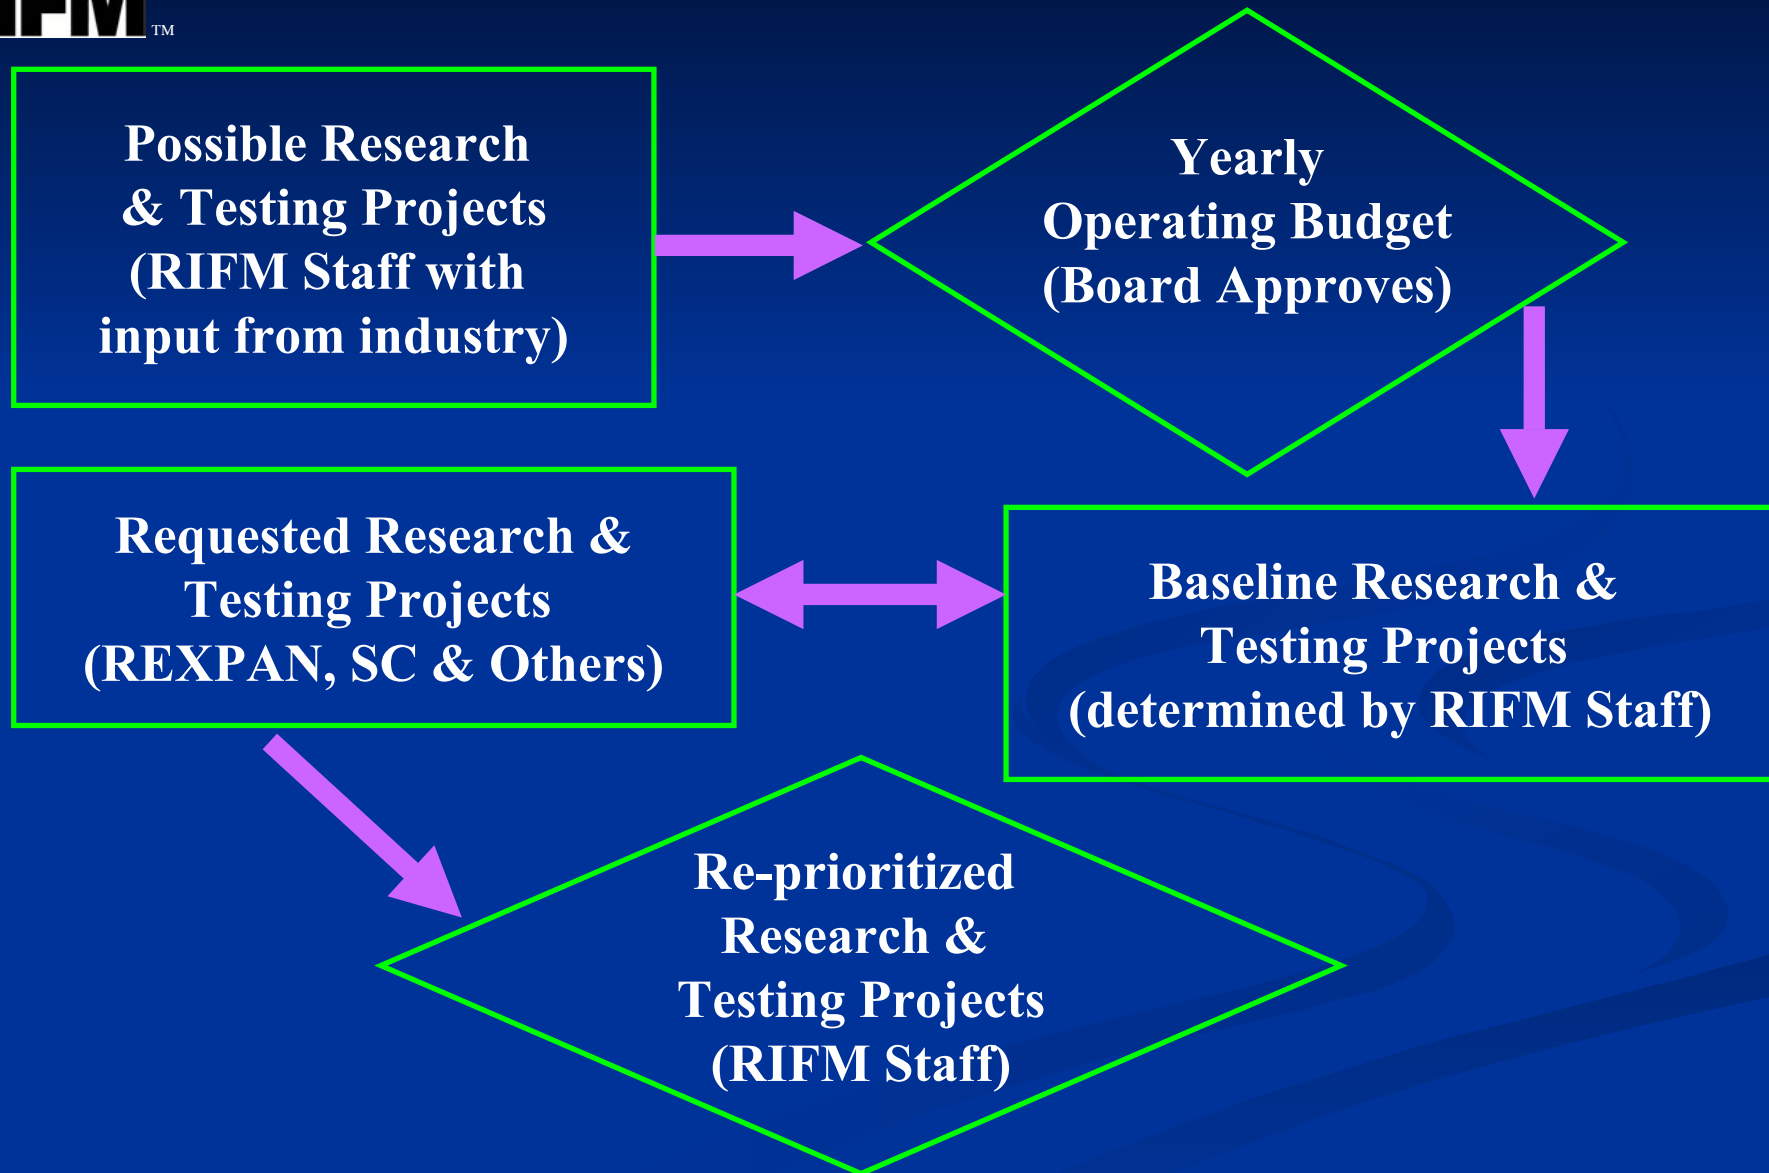 IFM TM
Possible Research
& Testing Projects
(RIFM Staff with
input from industry)
Yearly
Operating Budget
(Board Approves)
Requested Research &
Testing Projects
(REXPAN, SC & Others)
Baseline Research &
Testing Projects
(determined by RIFM Staff)
Re-prioritized
Research &
Testing Projects
(RIFM Staff)